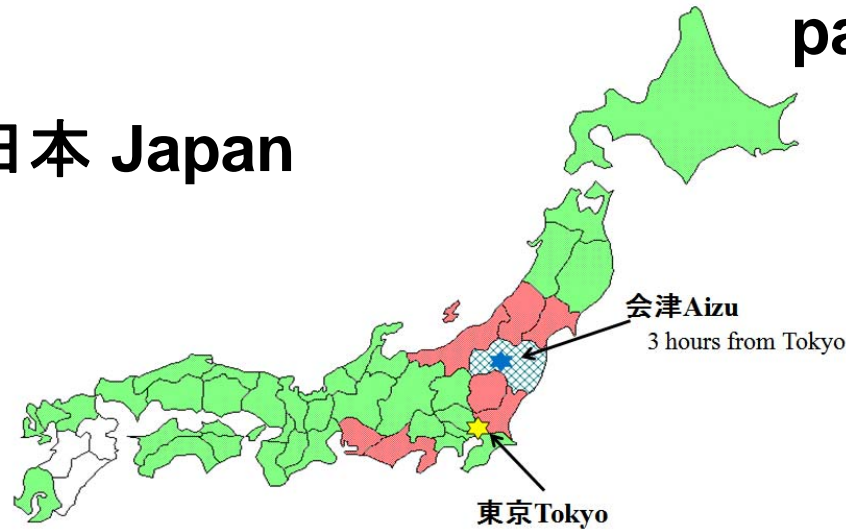 pa
日本 Japan
会津Aizu
3 hours from Tokyo
東京Tokyo